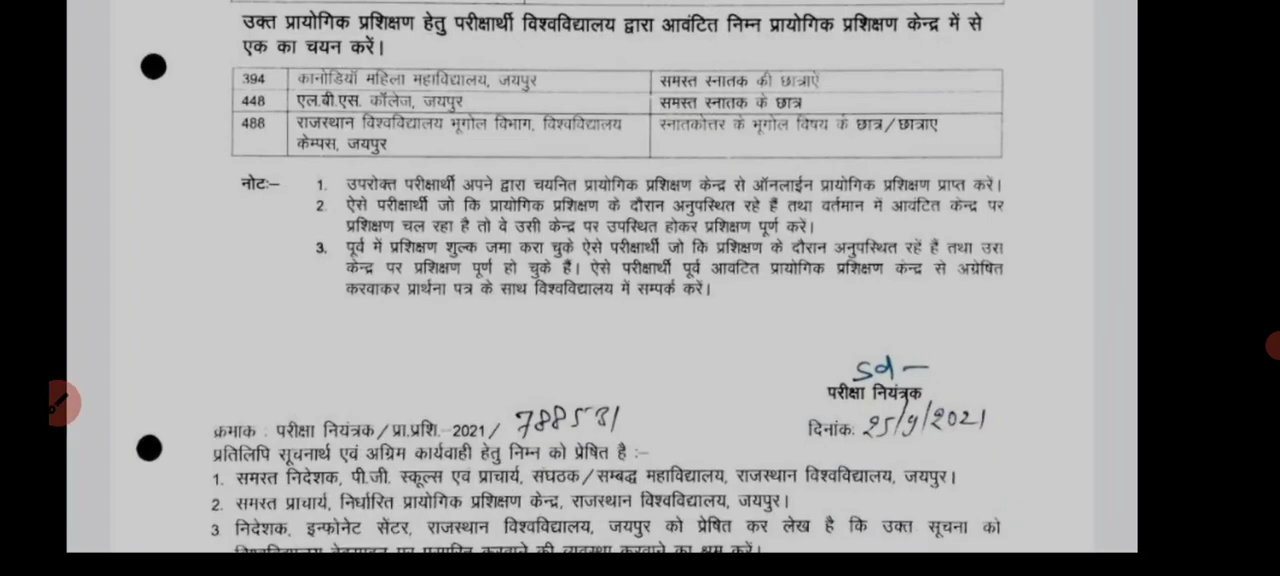 उक्त प्रायोगिक प्रशिक्षण हेतु परीक्षार्थी विश्वविद्यालय द्वारा आवंटित निम्न प्रायोगिक प्रशिक्षण केन्द्र में से
एक का चयन करें।
394 कानोडियॉ महिला महाविद्यालय, जयपुर समस्त स्नातक की छात्राऐं
448 एल.बी.एस. कॉलेज, जयपुर समस्त स्नातक के छात्र
488 राजस्थान विश्वविद्यालय भूगोल विभाग, विश्वविद्यालय स्नातकोत्तर के भूगोल विषय के छात्र/छात्राए
केम्पस, जयपुर
नोटः– 1. उपरोक्त परीक्षार्थी अपने द्वारा चयनित प्रायोगिक प्रशिक्षण केन्द्र से ऑनलाईन प्रायोगिक प्रशिक्षण प्राप्त करें।
2. ऐसे परीक्षार्थी जो कि प्रायोगिक प्रशिक्षण के दौरान अनुपस्थित रहे हैं तथा वर्तमान में आवंटित केन्द्र पर
प्रशिक्षण चल रहा है तो वे उसी केन्द्र पर उपस्थित होकर प्रशिक्षण पूर्ण करें।
3. पूर्व में प्रशिक्षण शुल्क जमा करा चुके ऐसे परीक्षार्थी जो कि प्रशिक्षण के दौरान अनुपस्थित रहें हैं तथा उस
केन्द्र पर प्रशिक्षण पूर्ण हो चुके हैं। ऐसे परीक्षार्थी पूर्व आवंटित प्रायोगिक प्रशिक्षण केन्द्र से अग्रेषित
करवाकर प्रार्थना पत्र के साथ विश्वविद्यालय में सम्पर्क करें।
Sd –
परीक्षा नियंत्रक
क्रमाक : परीक्षा नियंत्रक/प्रा.प्रशि.–2021/ दिनांक: 25/9/2021
प्रतिलिपि सूचनार्थ एवं अग्रिम कार्यवाही हेतु निम्न को प्रेषित है :–
1. समस्त निदेशक, पी.जी. स्कूल्स एवं प्राचार्य, संघठक/सम्बद्ध महाविद्यालय, राजस्थान विश्वविद्यालय, जयपुर।
2. समस्त प्राचार्य, निर्धारित प्रायोगिक प्रशिक्षण केन्द्र, राजस्थान विश्वविद्यालय, जयपुर।
3 निदेशक, इन्फोनेट सेंटर, राजस्थान विश्वविद्यालय, जयपुर को प्रेषित कर लेख है कि उक्त सूचना को